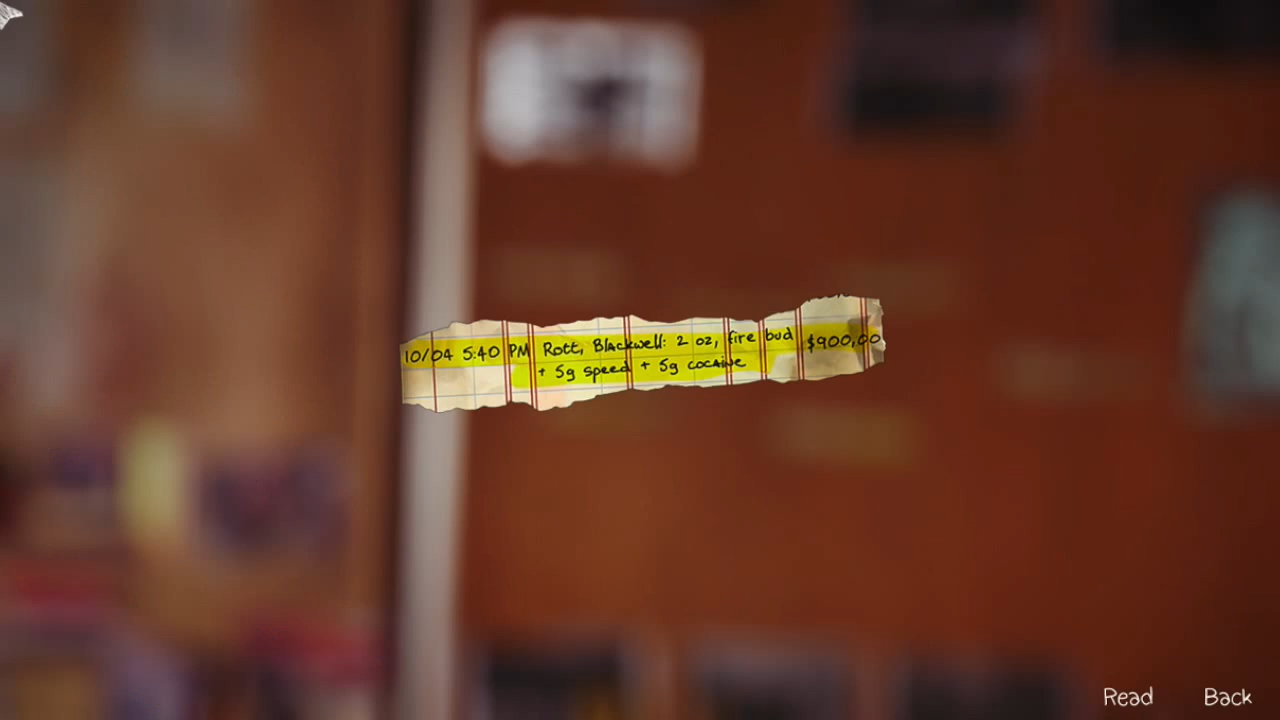 10/04 5:40 PM Rott, Blackwell: 2 oz, fire bud $900,00
+ 5g speed + 5g cocaine
Read Back